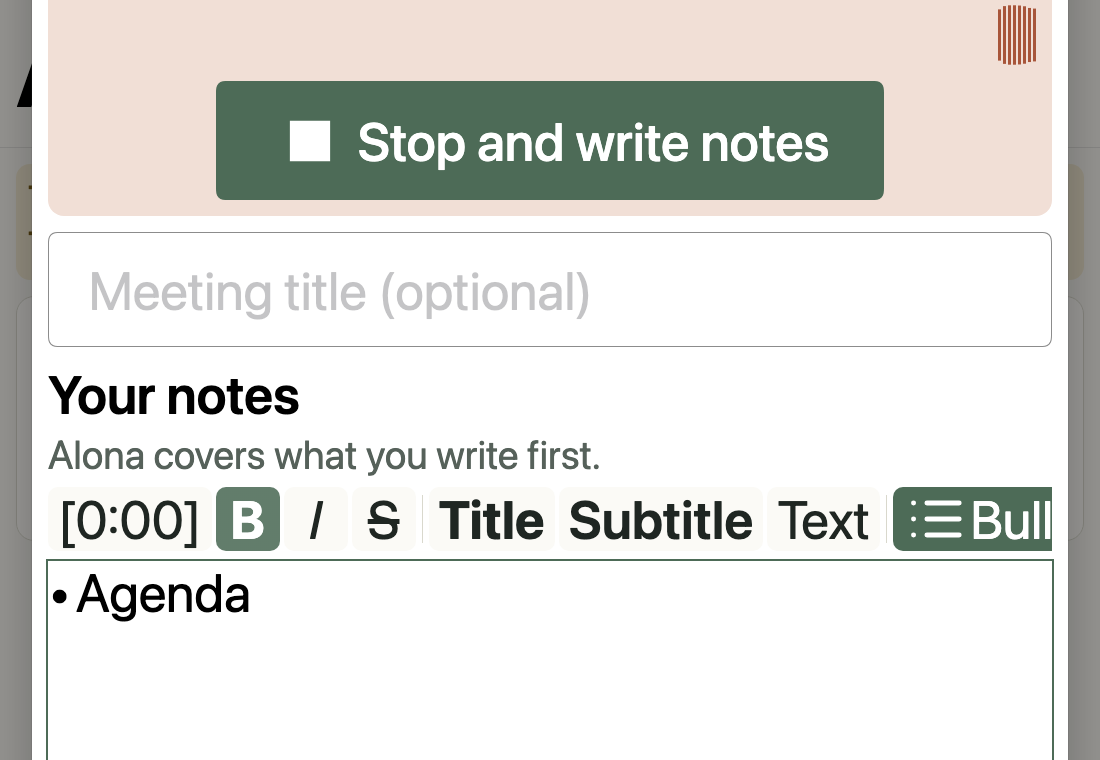 Stop and write notes
Meeting title (optional)
Your notes
Alona covers what you write first.
[0:00] B I S Title Subtitle Text Bull
• Agenda